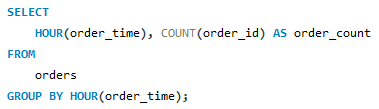 SELECT
    HOUR(order_time), COUNT(order_id) AS order_count
FROM
    orders
GROUP BY HOUR(order_time);